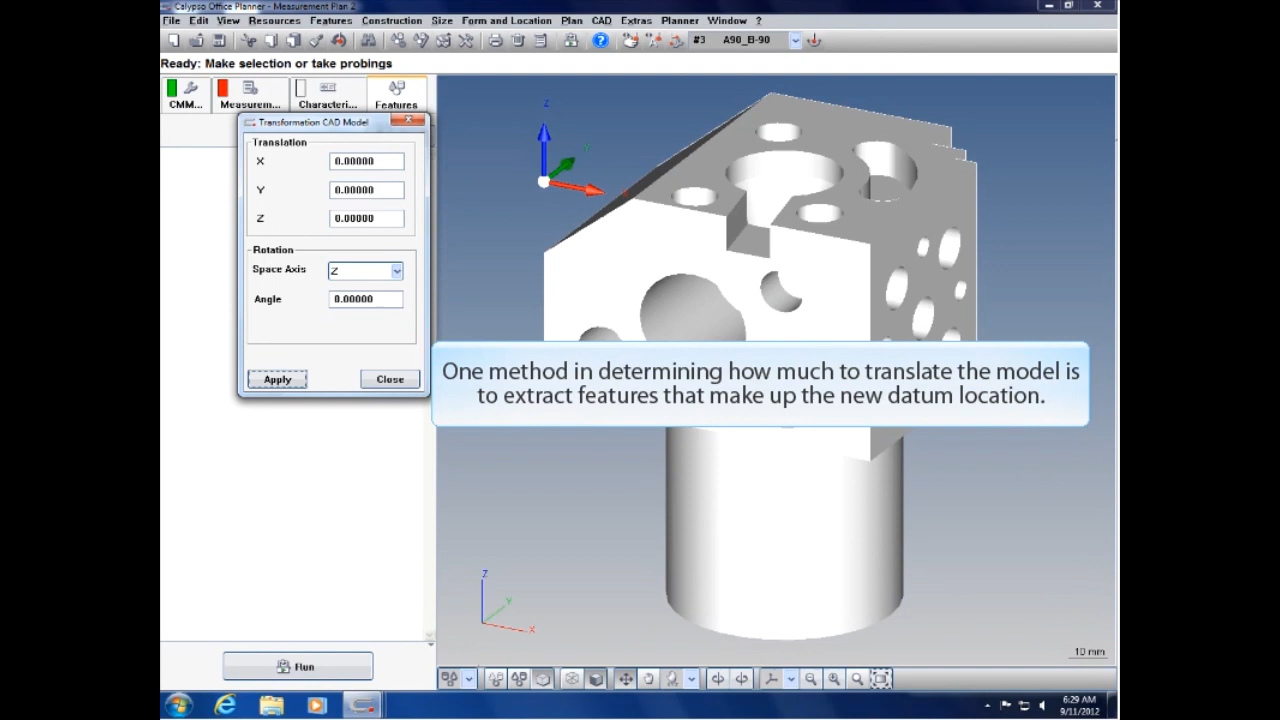 Calypso Office Planner - Measurement Plan 2
File Edit View Resources Features Construction Size Form and Location Plan CAD Extras Planner Window ?
#3 A90_B-90
Ready: Make selection or take probings
CMM... Measurem... Characteri... Features
Transformation CAD Model
Translation
X 0.00000
Y 0.00000
Z 0.00000
Rotation
Space Axis Z
Angle 0.00000
Apply Close
Z
One method in determining how much to translate the model is
to extract features that make up the new datum location.
Z
Y
X
10 mm
Run
6:29 AM
9/11/2012